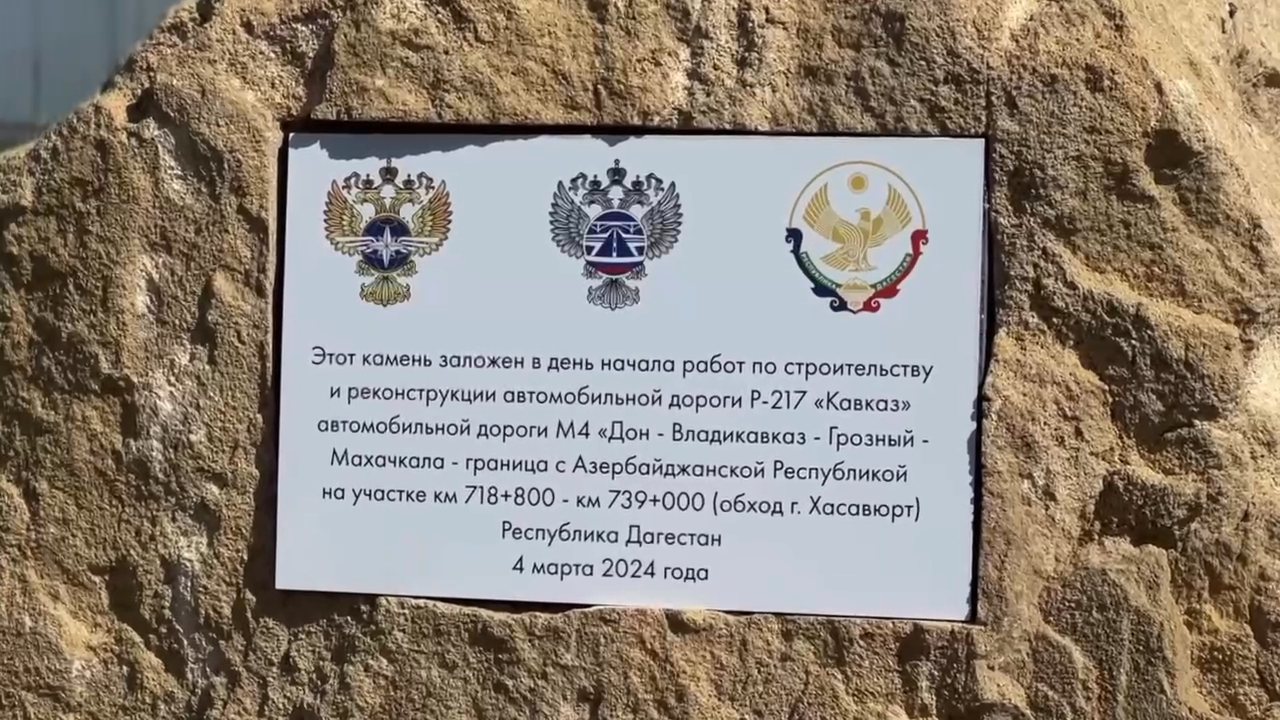 РЕСПУБЛИКА ДАГЕСТАН
Этот камень заложен в день начала работ по строительству
и реконструкции автомобильной дороги Р-217 «Кавказ»
автомобильной дороги М4 «Дон - Владикавказ - Грозный -
Махачкала - граница с Азербайджанской Республикой
на участке км 718+800 - км 739+000 (обход г. Хасавюрт)
Республика Дагестан
4 марта 2024 года